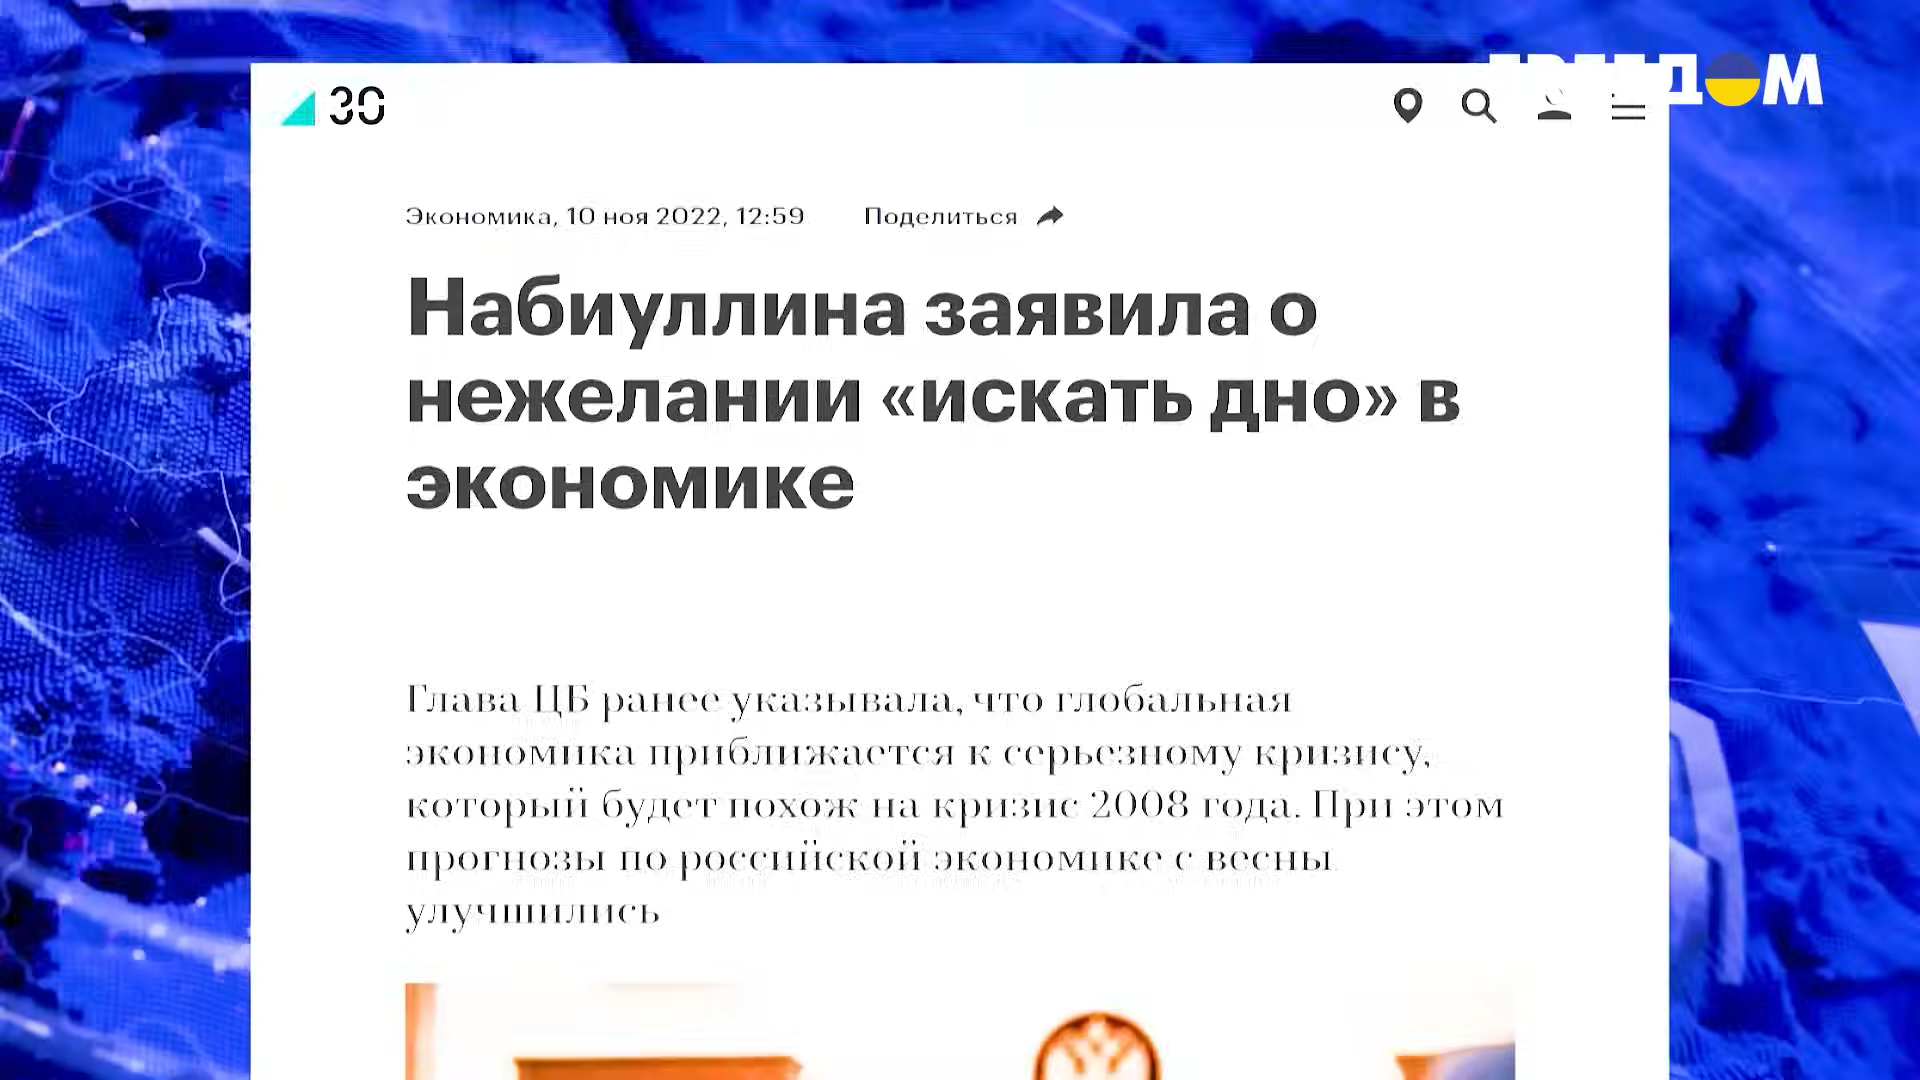 30
Экономика, 10 ноя 2022, 12:59 Поделиться
Набиуллина заявила о
нежелании «искать дно» в
экономике
Глава ЦБ ранее указывала, что глобальная
экономика приближается к серьезному кризису,
который будет похож на кризис 2008 года. При этом
прогнозы по российской экономике с весны
улучшились